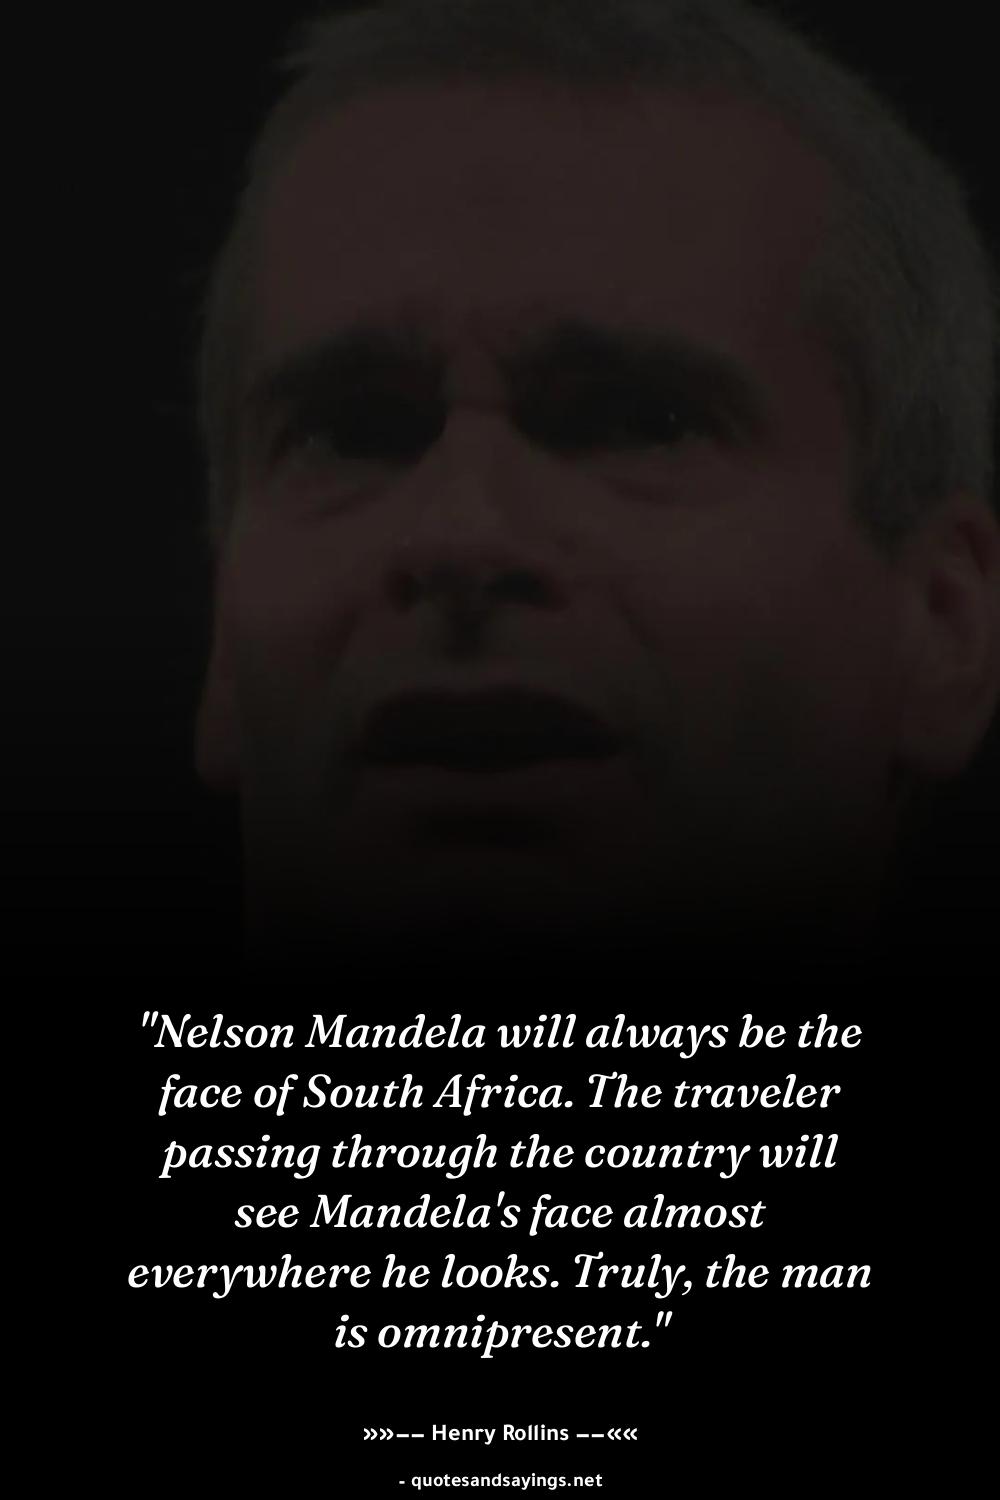 "Nelson Mandela will always be the
face of South Africa. The traveler
passing through the country will
see Mandela's face almost
everywhere he looks. Truly, the man
is omnipresent."
»»−− Henry Rollins −−««
- quotesandsayings.net